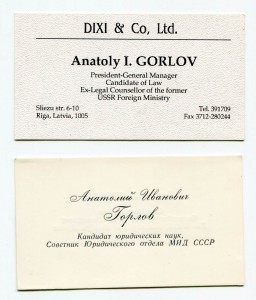 DIXI & Co, Ltd.
Anatoly I. GORLOV
President-General Manager
Candidate of Law
Ex-Legal Counsellor of the former
USSR Foreign Ministry
Sliezu str. 6-10
Riga, Latvia, 1005
Tel. 391709
Fax 3712-280244
Анатолий Иванович
Горлов
Кандидат юридических наук,
Советник Юридического отдела МИД СССР